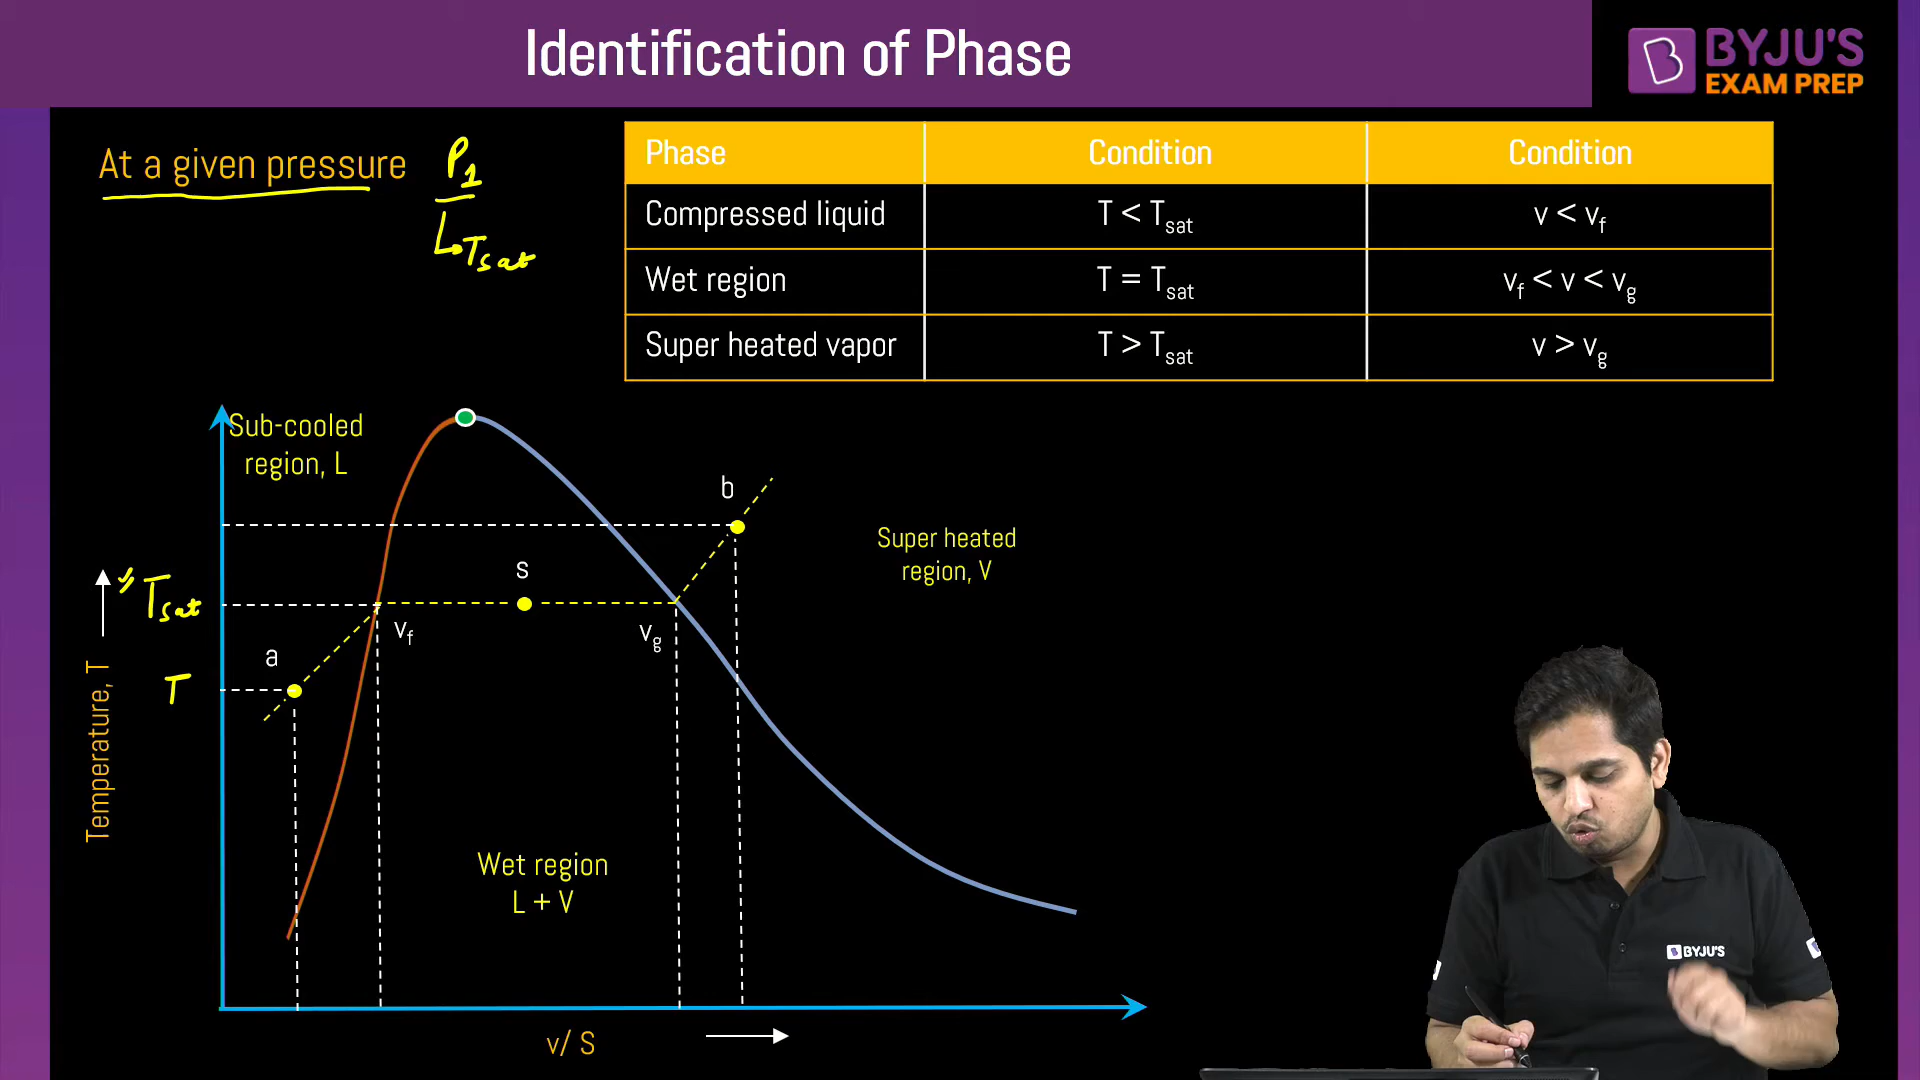 Identification of Phase
BYJU'S
EXAM PREP
At a given pressure P1
Tsat
Phase Condition Condition
Compressed liquid T < Tsat v < vf
Wet region T = Tsat vf < v < vg
Super heated vapor T > Tsat v > vg
Sub-cooled
region, L
b
Super heated
region, V
s
Tsat
vf vg
a
T
Temperature, T
Wet region
L + V
v/ S
BYJU'S